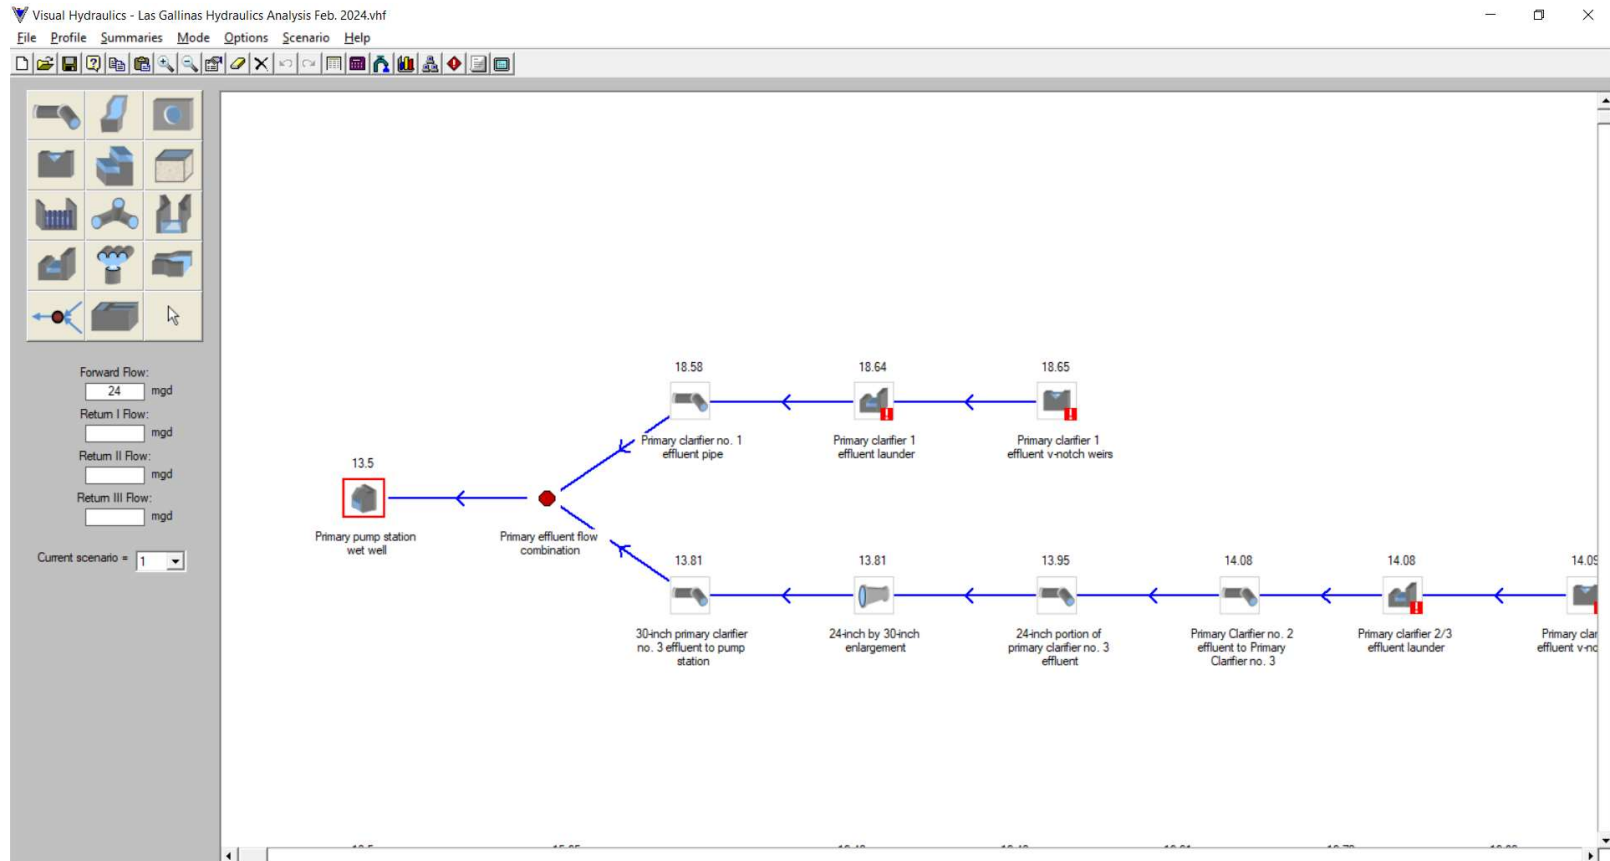 Visual Hydraulics - Las Gallinas Hydraulics Analysis Feb. 2024.vhf
File Profile Summaries Mode Options Scenario Help
Forward Flow:
24 mgd
Return I Flow:
mgd
Return II Flow:
mgd
Return III Flow:
mgd
Current scenario = 1
18.58
18.64
18.65
Primary clarifier no. 1
effluent pipe
Primary clarifier 1
effluent launder
Primary clarifier 1
effluent v-notch weirs
13.5
Primary pump station
wet well
Primary effluent flow
combination
13.81
13.81
13.95
14.08
14.08
14.09
30-inch primary clarifier
no. 3 effluent to pump
station
24-inch by 30-inch
enlargement
24-inch portion of
primary clarifier no. 3
effluent
Primary Clarifier no. 2
effluent to Primary
Clarifier no. 3
Primary clarifier 2/3
effluent launder
Primary clar
effluent v-no